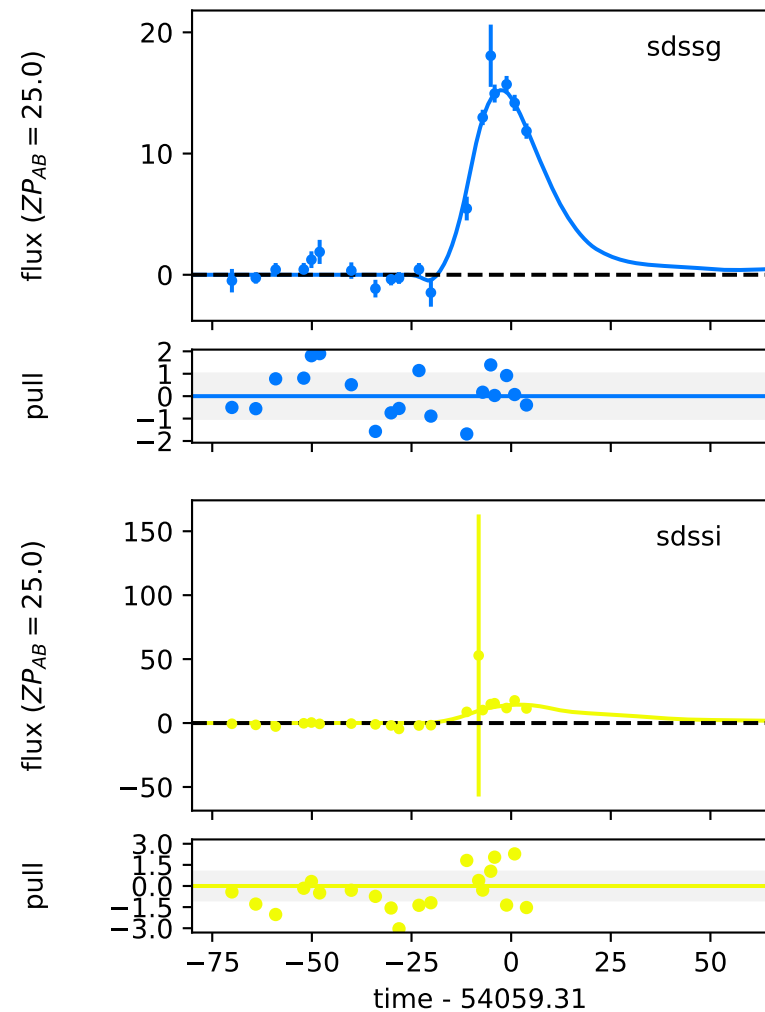 20
sdssg
flux (ZP_AB = 25.0)
10
0
2
1
0
−1
−2
pull
150
sdssi
flux (ZP_AB = 25.0)
100
50
0
−50
3.0
1.5
0.0
−1.5
−3.0
pull
−75 −50 −25 0 25 50
time - 54059.31